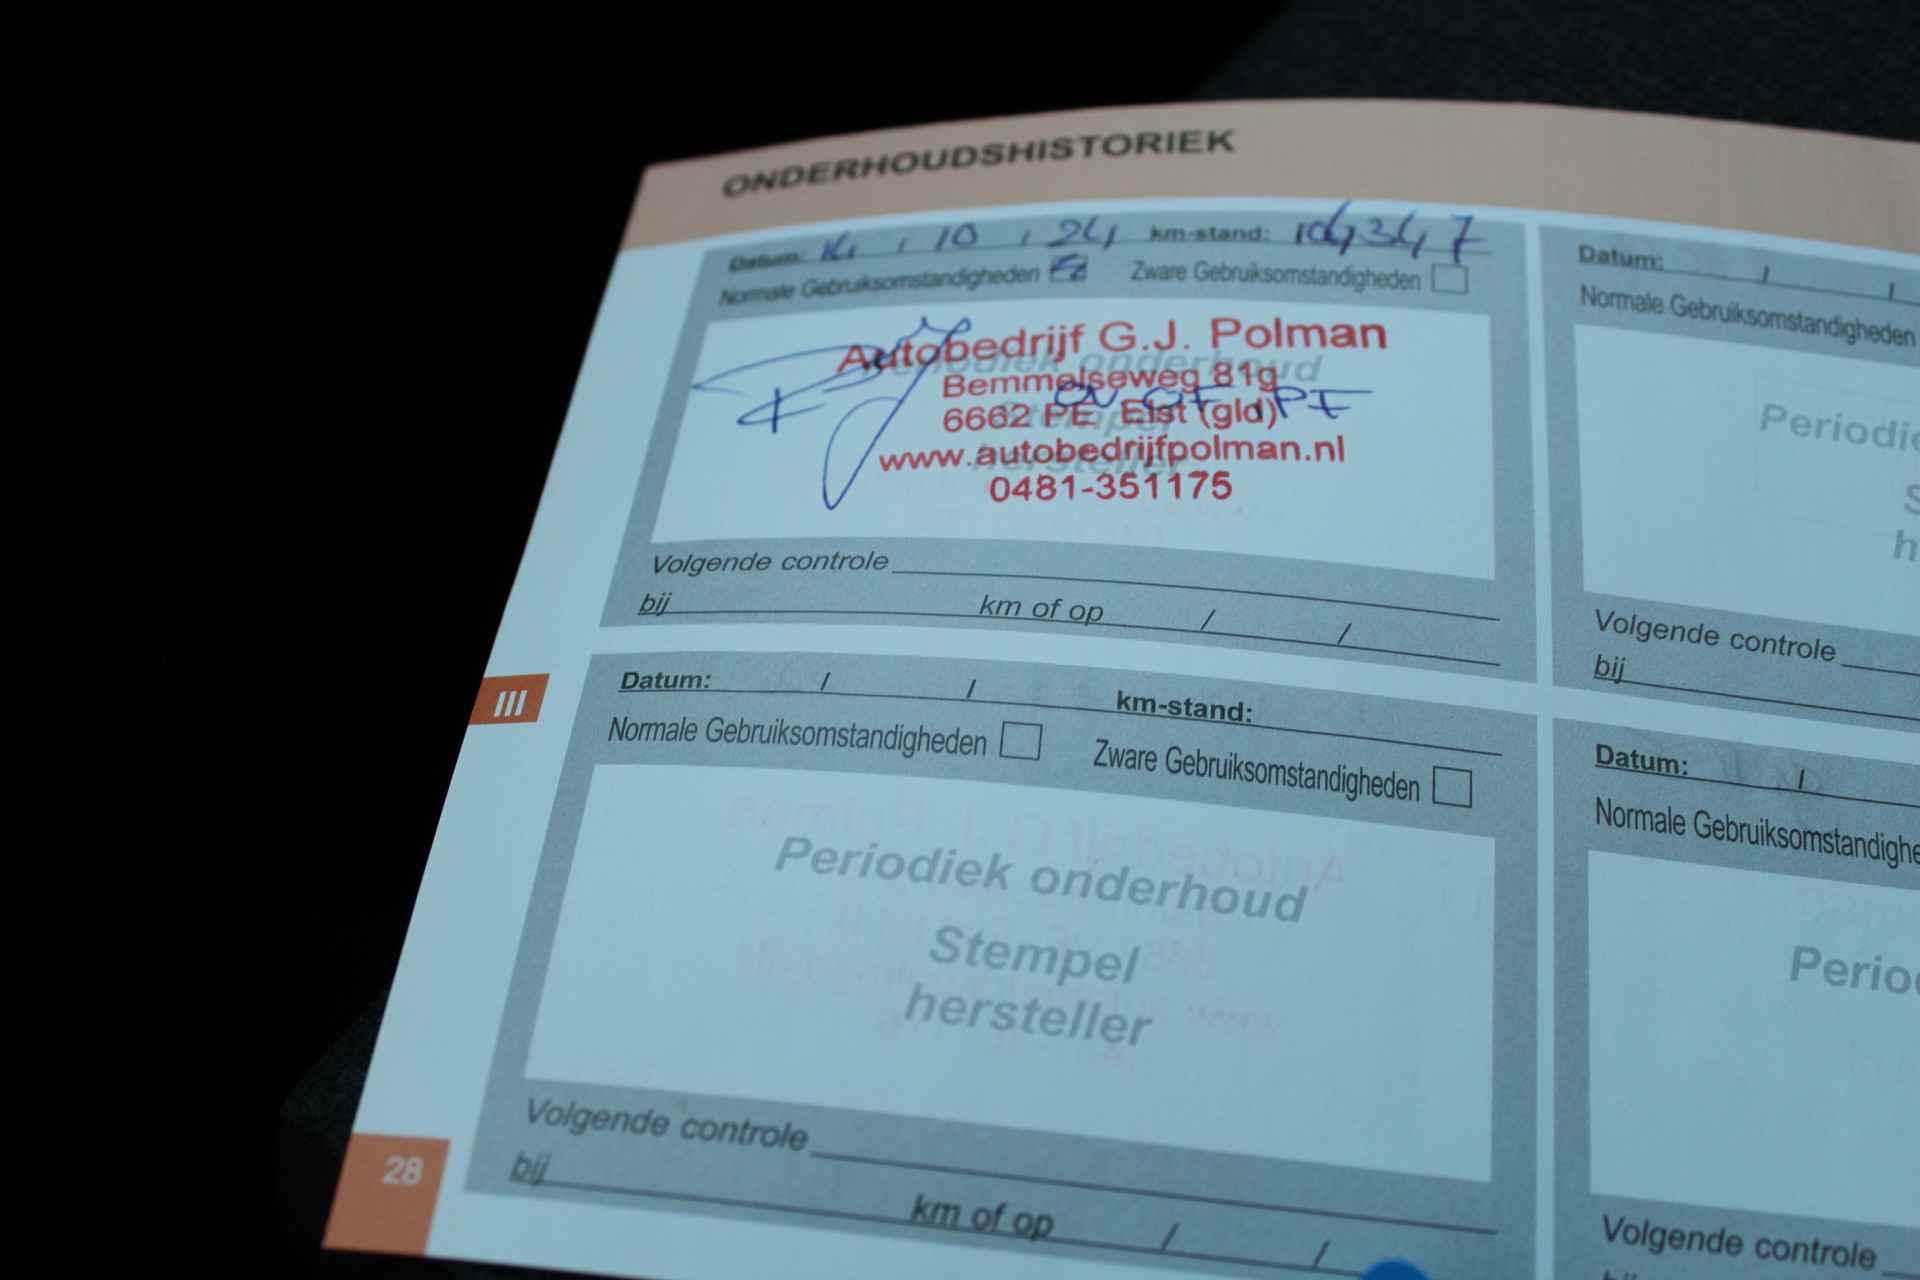 ONDERHOUDSHISTORIEK
Datum: 14 / 10 / 24 km-stand: 104347
Normale Gebruiksomstandigheden Zware Gebruiksomstandigheden
Autobedrijf G.J. Polman
Periodiek onderhoud
Bemmelseweg 81g
6662 PE Elst (gld)
Stempel
www.autobedrijfpolman.nl
hersteller
0481-351175
Volgende controle
bij km of op / /
Datum: / / km-stand:
Normale Gebruiksomstandigheden Zware Gebruiksomstandigheden
Periodiek onderhoud
Stempel
hersteller
Volgende controle
bij km of op / /
III
28
Datum: / /
Normale Gebruiksomstandigheden
Volgende controle
bij
Datum: /
Volgende controle